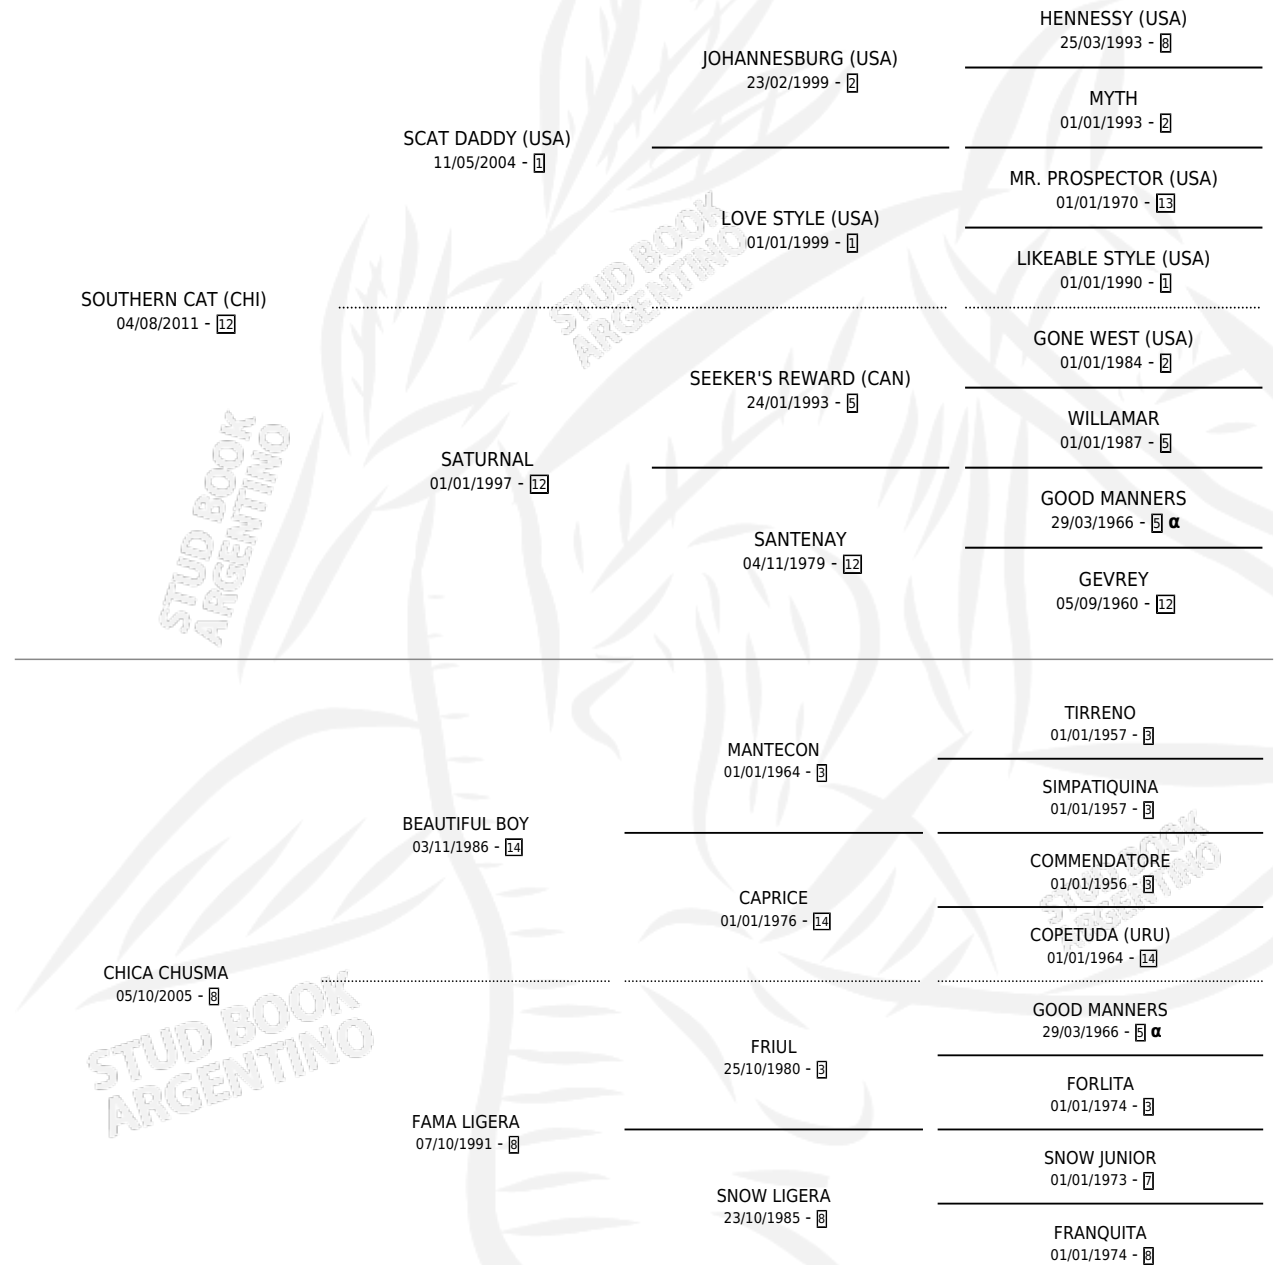 HENNESSY (USA)
25/03/1993 - 8
JOHANNESBURG (USA)
23/02/1999 - 2
MYTH
01/01/1993 - 2
SCAT DADDY (USA)
11/05/2004 - 1
MR. PROSPECTOR (USA)
01/01/1970 - 13
LOVE STYLE (USA)
01/01/1999 - 1
LIKEABLE STYLE (USA)
01/01/1990 - 1
SOUTHERN CAT (CHI)
04/08/2011 - 12
GONE WEST (USA)
01/01/1984 - 2
SEEKER'S REWARD (CAN)
24/01/1993 - 5
WILLAMAR
01/01/1987 - 5
SATURNAL
01/01/1997 - 12
GOOD MANNERS
29/03/1966 - 5 α
SANTENAY
04/11/1979 - 12
GEVREY
05/09/1960 - 12
TIRRENO
01/01/1957 - 3
MANTECON
01/01/1964 - 3
SIMPATIQUINA
01/01/1957 - 3
BEAUTIFUL BOY
03/11/1986 - 14
COMMENDATORE
01/01/1956 - 3
CAPRICE
01/01/1976 - 14
COPETUDA (URU)
01/01/1964 - 14
CHICA CHUSMA
05/10/2005 - 8
GOOD MANNERS
29/03/1966 - 5 α
FRIUL
25/10/1980 - 3
FORLITA
01/01/1974 - 3
FAMA LIGERA
07/10/1991 - 8
SNOW JUNIOR
01/01/1973 - 7
SNOW LIGERA
23/10/1985 - 8
FRANQUITA
01/01/1974 - 8
STUD BOOK
ARGENTINO
STUD BOOK
ARGENTINO
STUD BOOK
ARGENTINO
STUD BOOK
ARGENTINO